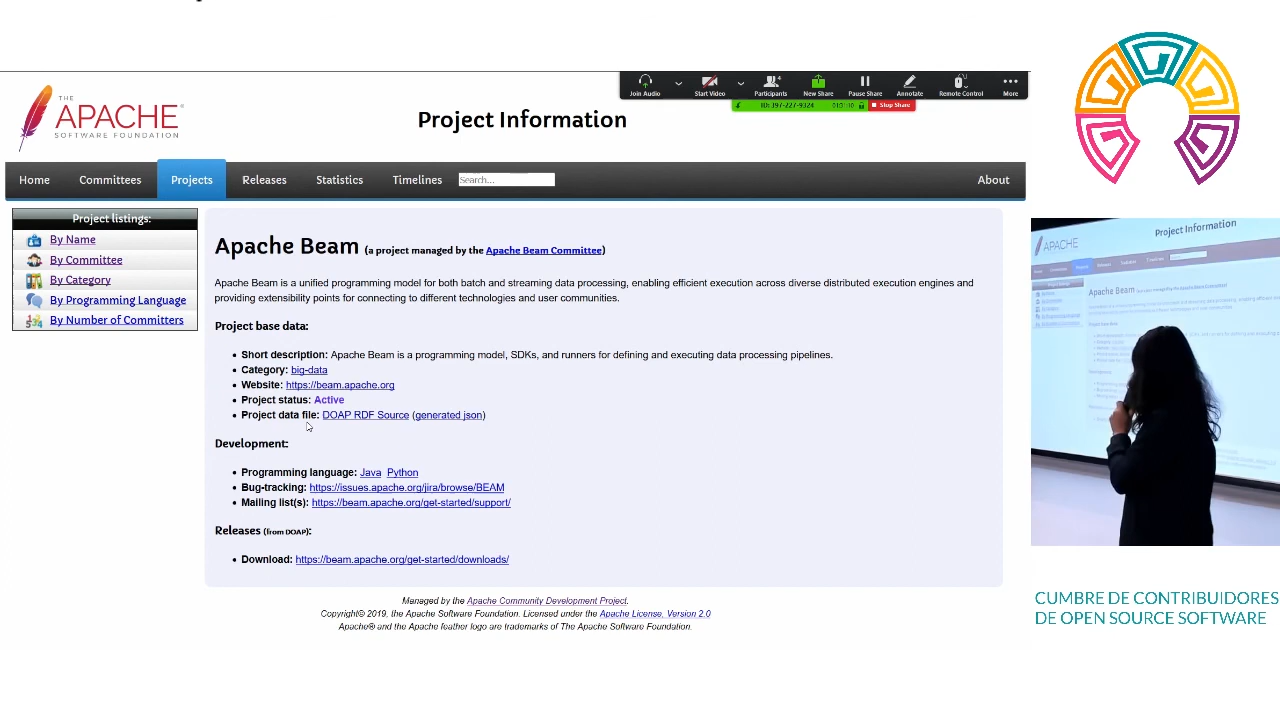 Join Audio
Start Video
Participants
4
New Share
Pause Share
Annotate
Remote Control
More
ID: 397-227-9324
Stop Share
THE
APACHE®
SOFTWARE FOUNDATION
Project Information
Home Committees Projects Releases Statistics Timelines Search... About
Project listings:
By Name
By Committee
By Category
By Programming Language
By Number of Committers
Apache Beam (a project managed by the Apache Beam Committee)
Apache Beam is a unified programming model for both batch and streaming data processing, enabling efficient execution across diverse distributed execution engines and
providing extensibility points for connecting to different technologies and user communities.
Project base data:
• Short description: Apache Beam is a programming model, SDKs, and runners for defining and executing data processing pipelines.
• Category: big-data
• Website: https://beam.apache.org
• Project status: Active
• Project data file: DOAP RDF Source (generated json)
Development:
• Programming language: Java Python
• Bug-tracking: https://issues.apache.org/jira/browse/BEAM
• Mailing list(s): https://beam.apache.org/get-started/support/
Releases (from DOAP):
• Download: https://beam.apache.org/get-started/downloads/
Managed by the Apache Community Development Project.
Copyright© 2019, the Apache Software Foundation. Licensed under the Apache License, Version 2.0
Apache® and the Apache feather logo are trademarks of The Apache Software Foundation.
APACHE
Project Information
Apache Beam
CUMBRE DE CONTRIBUIDORES
DE OPEN SOURCE SOFTWARE